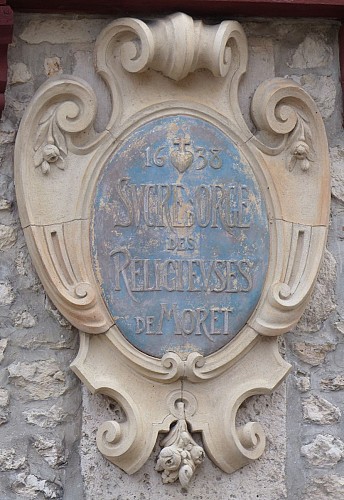 1638
SVCRE D'ORGE
DES
RELIGIEVSES
DE MORET